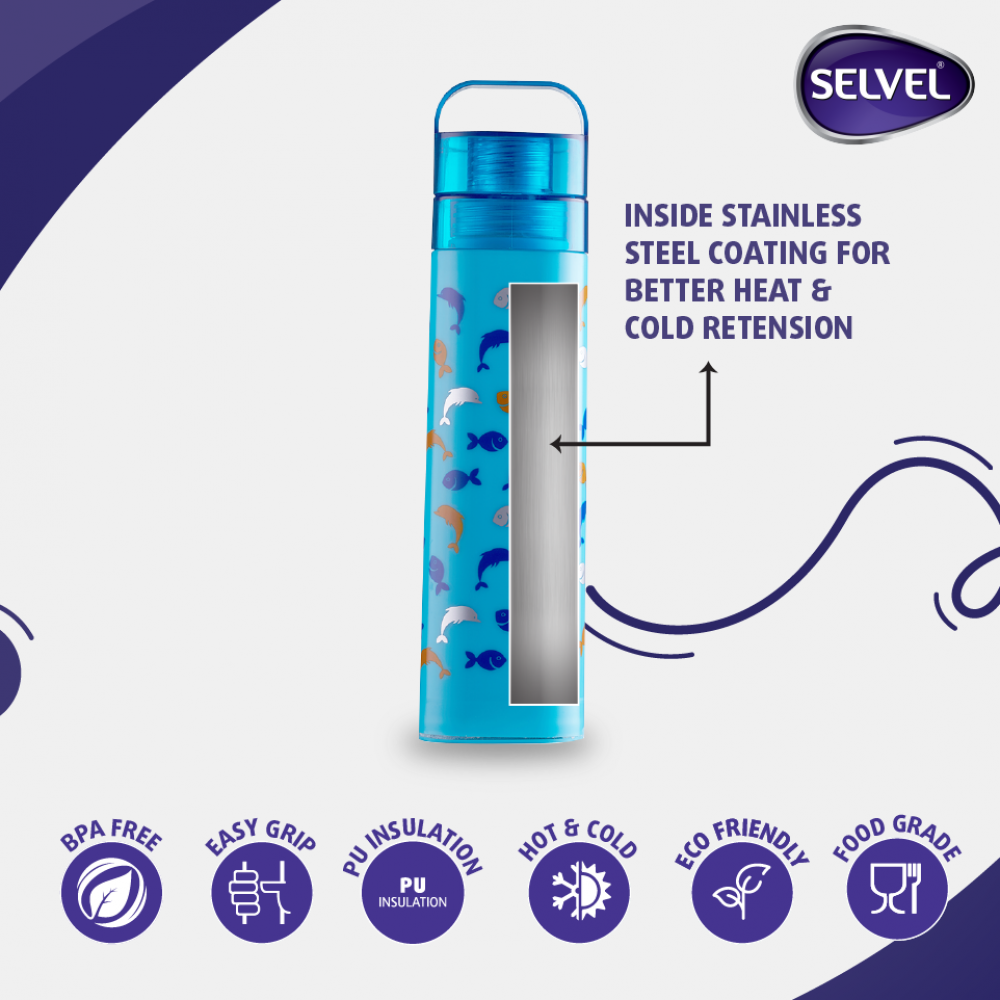 SELVEL®
INSIDE STAINLESS
STEEL COATING FOR
BETTER HEAT &
COLD RETENSION
BPA FREE
EASY GRIP
PU INSULATION
PU
INSULATION
HOT & COLD
ECO FRIENDLY
FOOD GRADE